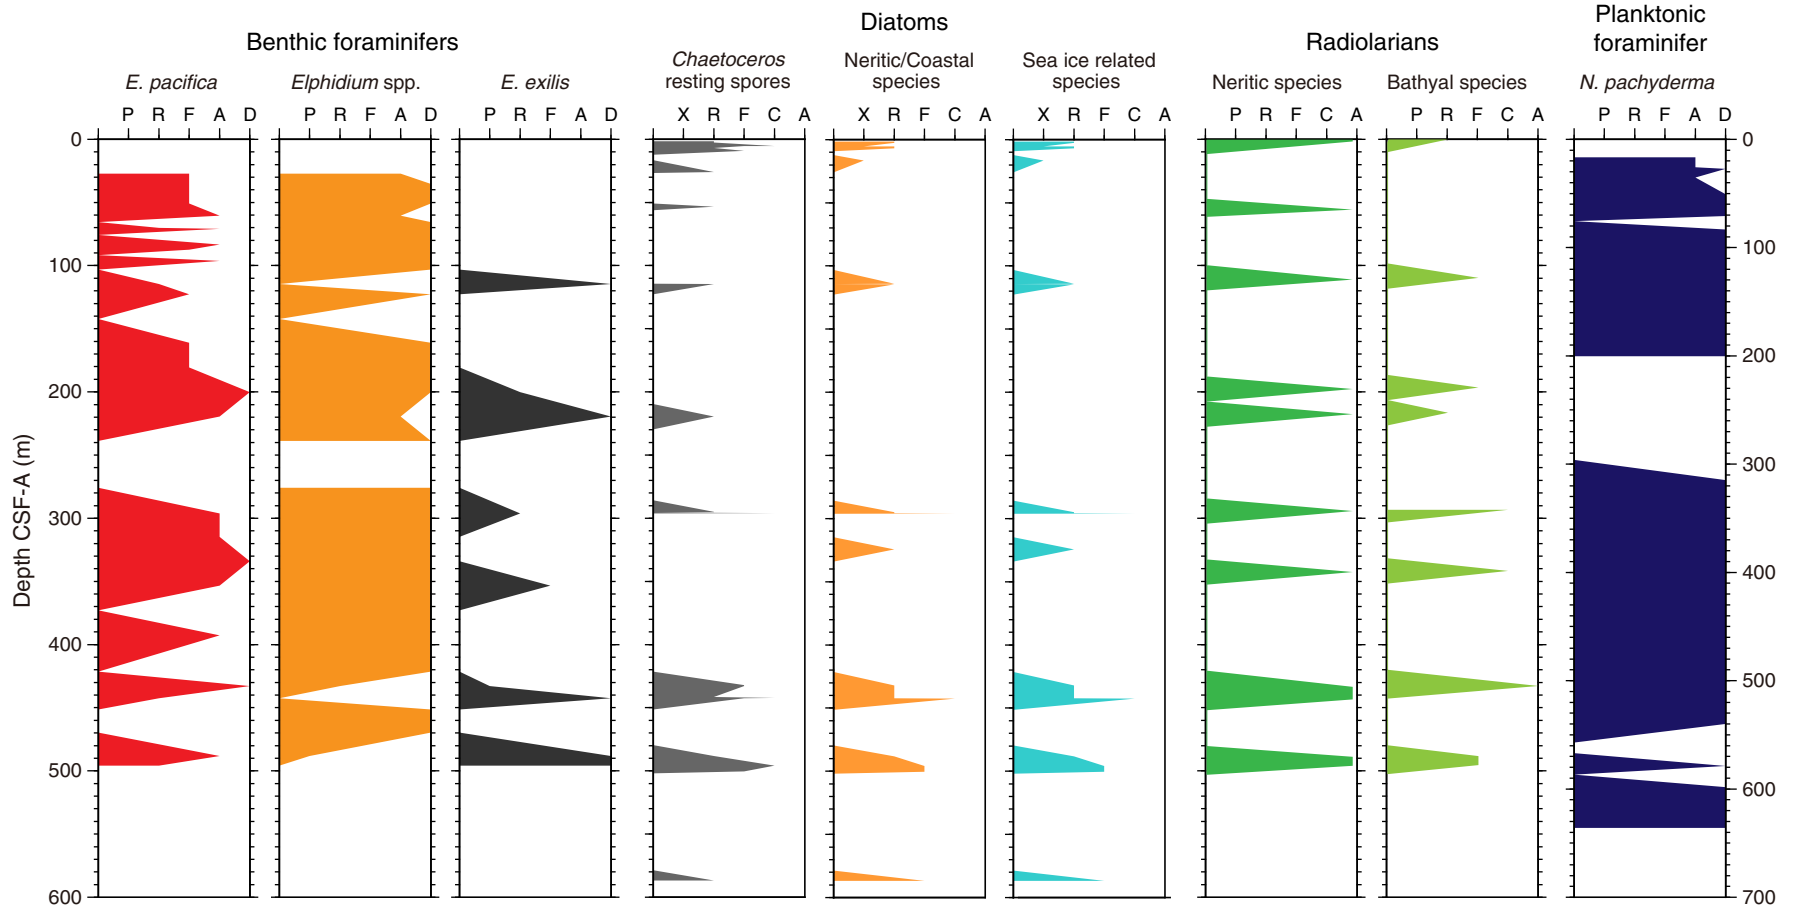 Benthic foraminifers
Diatoms
Radiolarians
Planktonic
foraminifer
E. pacifica
Elphidium spp.
E. exilis
Chaetoceros
resting spores
Neritic/Coastal
species
Sea ice related
species
Neritic species
Bathyal species
N. pachyderma
P R F A D
P R F A D
P R F A D
X R F C A
X R F C A
X R F C A
P R F C A
P R F C A
P R F A D
Depth CSF-A (m)
0
100
200
300
400
500
600
0
100
200
300
400
500
600
700